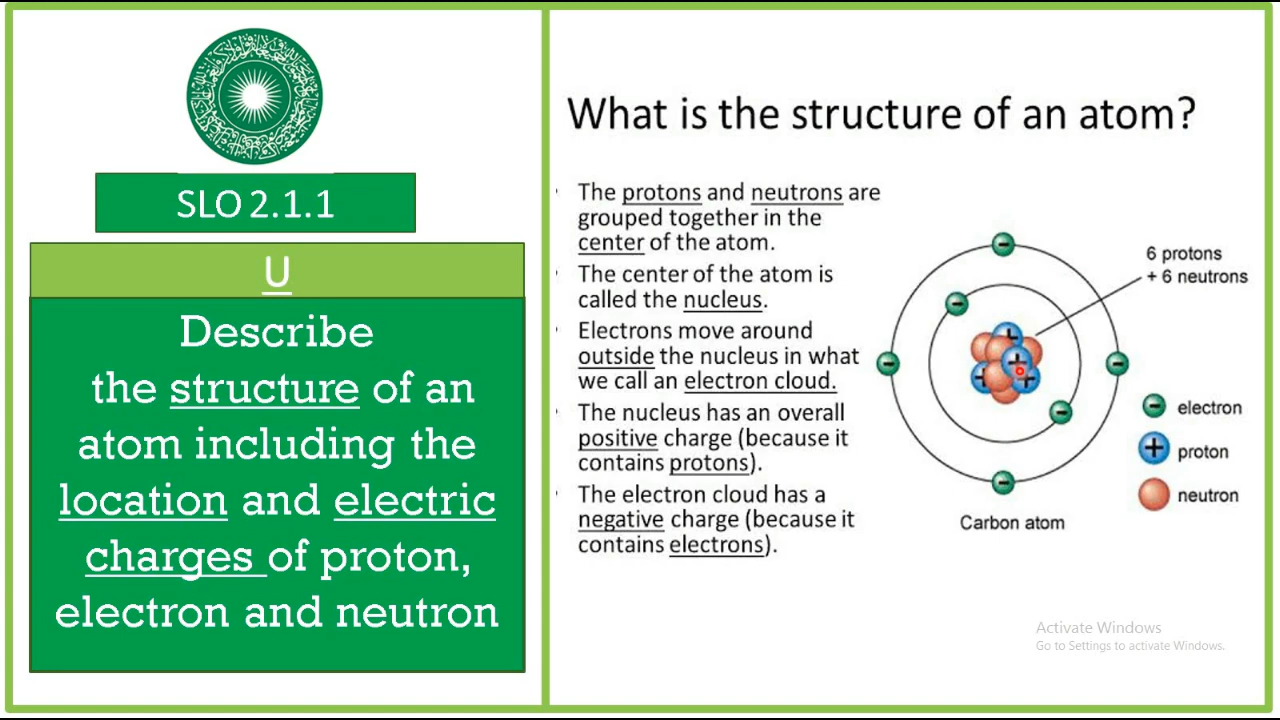 SLO 2.1.1
U
Describe
the structure of an
atom including the
location and electric
charges of proton,
electron and neutron
What is the structure of an atom?
• The protons and neutrons are
grouped together in the
center of the atom.
• The center of the atom is
called the nucleus.
• Electrons move around
outside the nucleus in what
we call an electron cloud.
• The nucleus has an overall
positive charge (because it
contains protons).
• The electron cloud has a
negative charge (because it
contains electrons).
6 protons
+ 6 neutrons
electron
proton
neutron
Carbon atom
Activate Windows
Go to Settings to activate Windows.